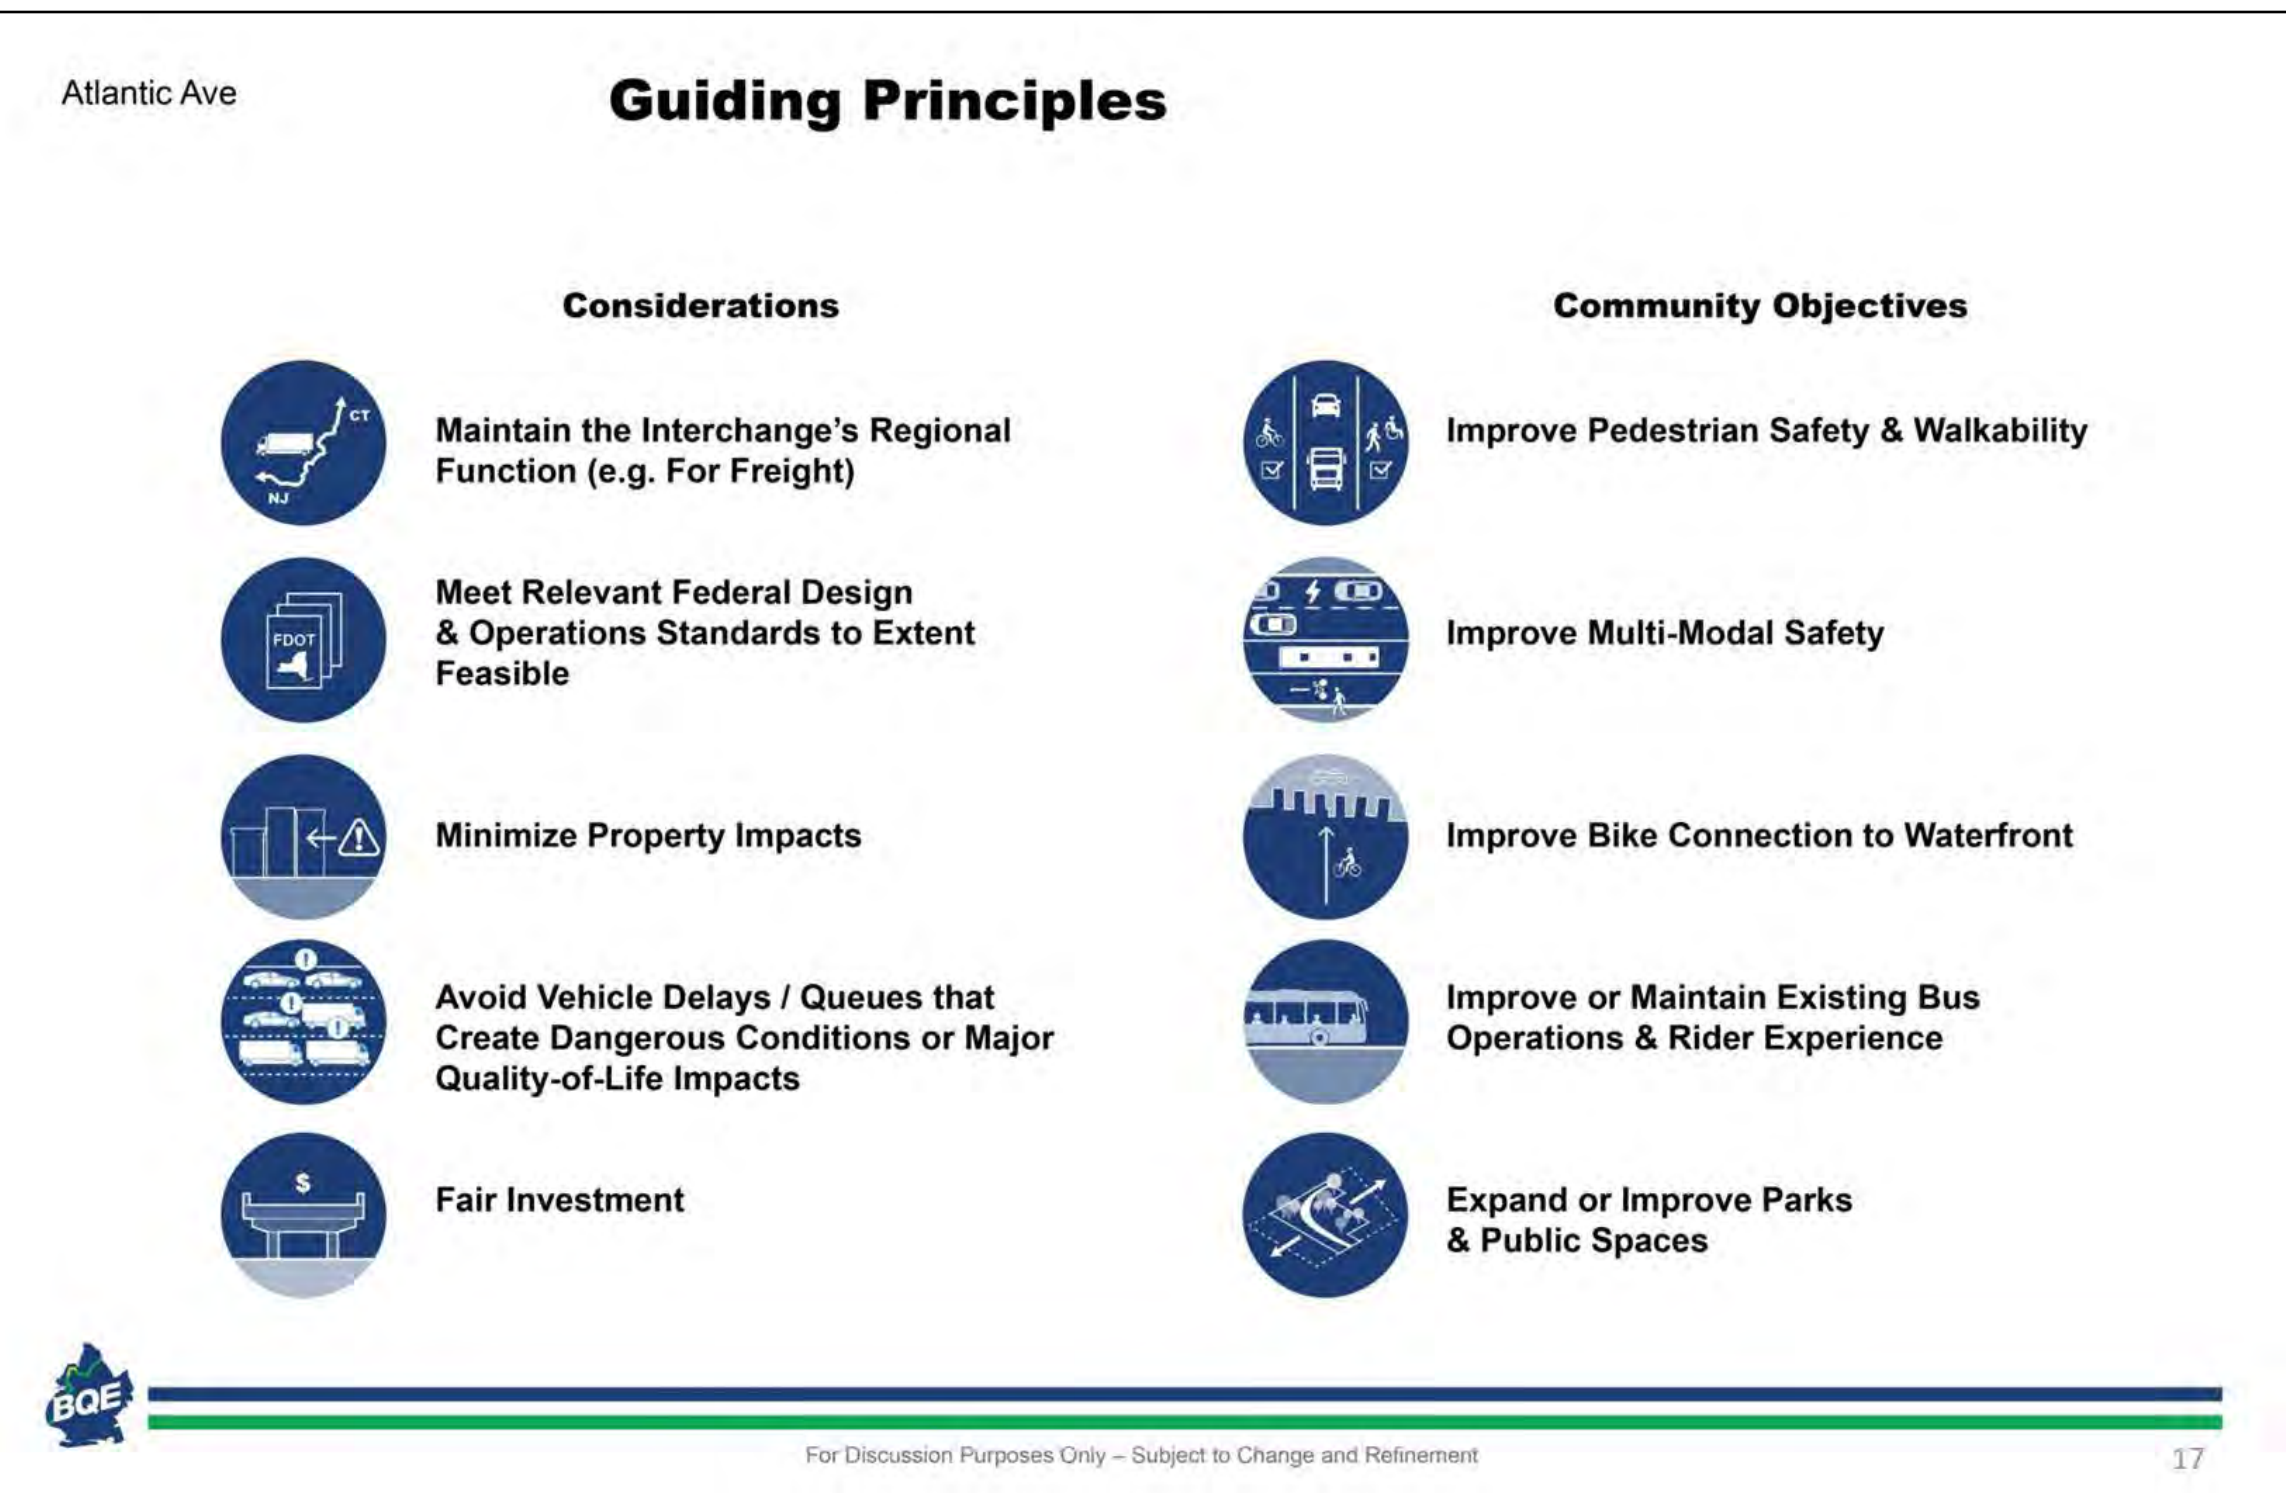 Atlantic Ave
Guiding Principles
Considerations
CT
NJ
Maintain the Interchange's Regional
Function (e.g. For Freight)
FDOT
Meet Relevant Federal Design
& Operations Standards to Extent
Feasible
Minimize Property Impacts
Avoid Vehicle Delays / Queues that
Create Dangerous Conditions or Major
Quality-of-Life Impacts
$
Fair Investment
Community Objectives
Improve Pedestrian Safety & Walkability
Improve Multi-Modal Safety
Improve Bike Connection to Waterfront
Improve or Maintain Existing Bus
Operations & Rider Experience
Expand or Improve Parks
& Public Spaces
BQE
For Discussion Purposes Only – Subject to Change and Refinement
17